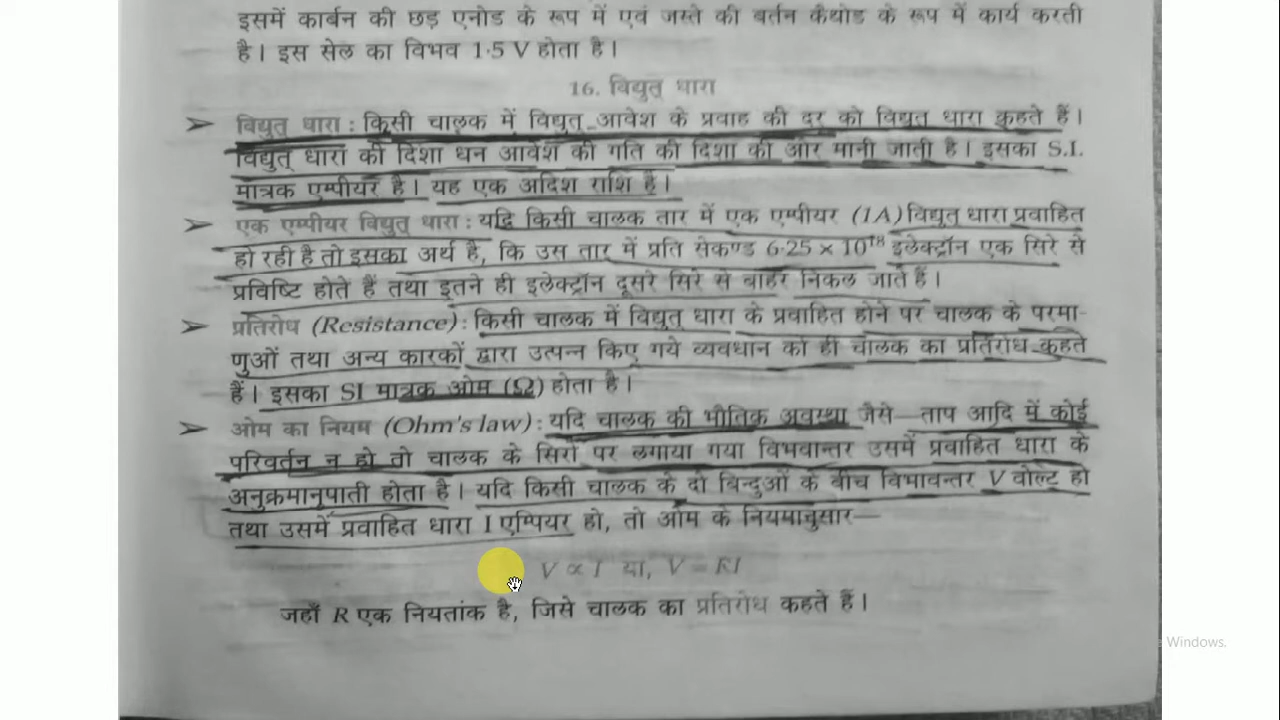 इसमें कार्बन की छड़ एनोड के रूप में एवं जस्ते की बर्तन कैथोड के रूप में कार्य करती
है। इस सेल का विभव 1·5 V होता है।
16. विद्युत् धारा
➢ विद्युत् धारा : किसी चालक में विद्युत् आवेश के प्रवाह की दर को विद्युत् धारा कहते हैं।
विद्युत् धारा की दिशा धन आवेश की गति की दिशा की ओर मानी जाती है। इसका S.I.
मात्रक एम्पीयर है। यह एक अदिश राशि है।
➢ एक एम्पीयर विद्युत् धारा : यदि किसी चालक तार में एक एम्पीयर (1A) विद्युत् धारा प्रवाहित
हो रही है तो इसका अर्थ है, कि उस तार में प्रति सेकण्ड 6·25 × 10¹⁸ इलेक्ट्रॉन एक सिरे से
प्रविष्टि होते हैं तथा इतने ही इलेक्ट्रॉन दूसरे सिरे से बाहर निकल जाते हैं।
➢ प्रतिरोध (Resistance) : किसी चालक में विद्युत् धारा के प्रवाहित होने पर चालक के परमा-
णुओं तथा अन्य कारकों द्वारा उत्पन्न किए गये व्यवधान को ही चालक का प्रतिरोध कहते
हैं। इसका SI मात्रक ओम (Ω) होता है।
➢ ओम का नियम (Ohm's law) : यदि चालक की भौतिक अवस्था जैसे—ताप आदि में कोई
परिवर्तन न हो तो चालक के सिरों पर लगाया गया विभवान्तर उसमें प्रवाहित धारा के
अनुक्रमानुपाती होता है। यदि किसी चालक के दो बिन्दुओं के बीच विभावन्तर V वोल्ट हो
तथा उसमें प्रवाहित धारा I एम्पियर हो, तो ओम के नियमानुसार—
V ∝ I या, V = RI
जहाँ R एक नियतांक है, जिसे चालक का प्रतिरोध कहते हैं।
Windows.